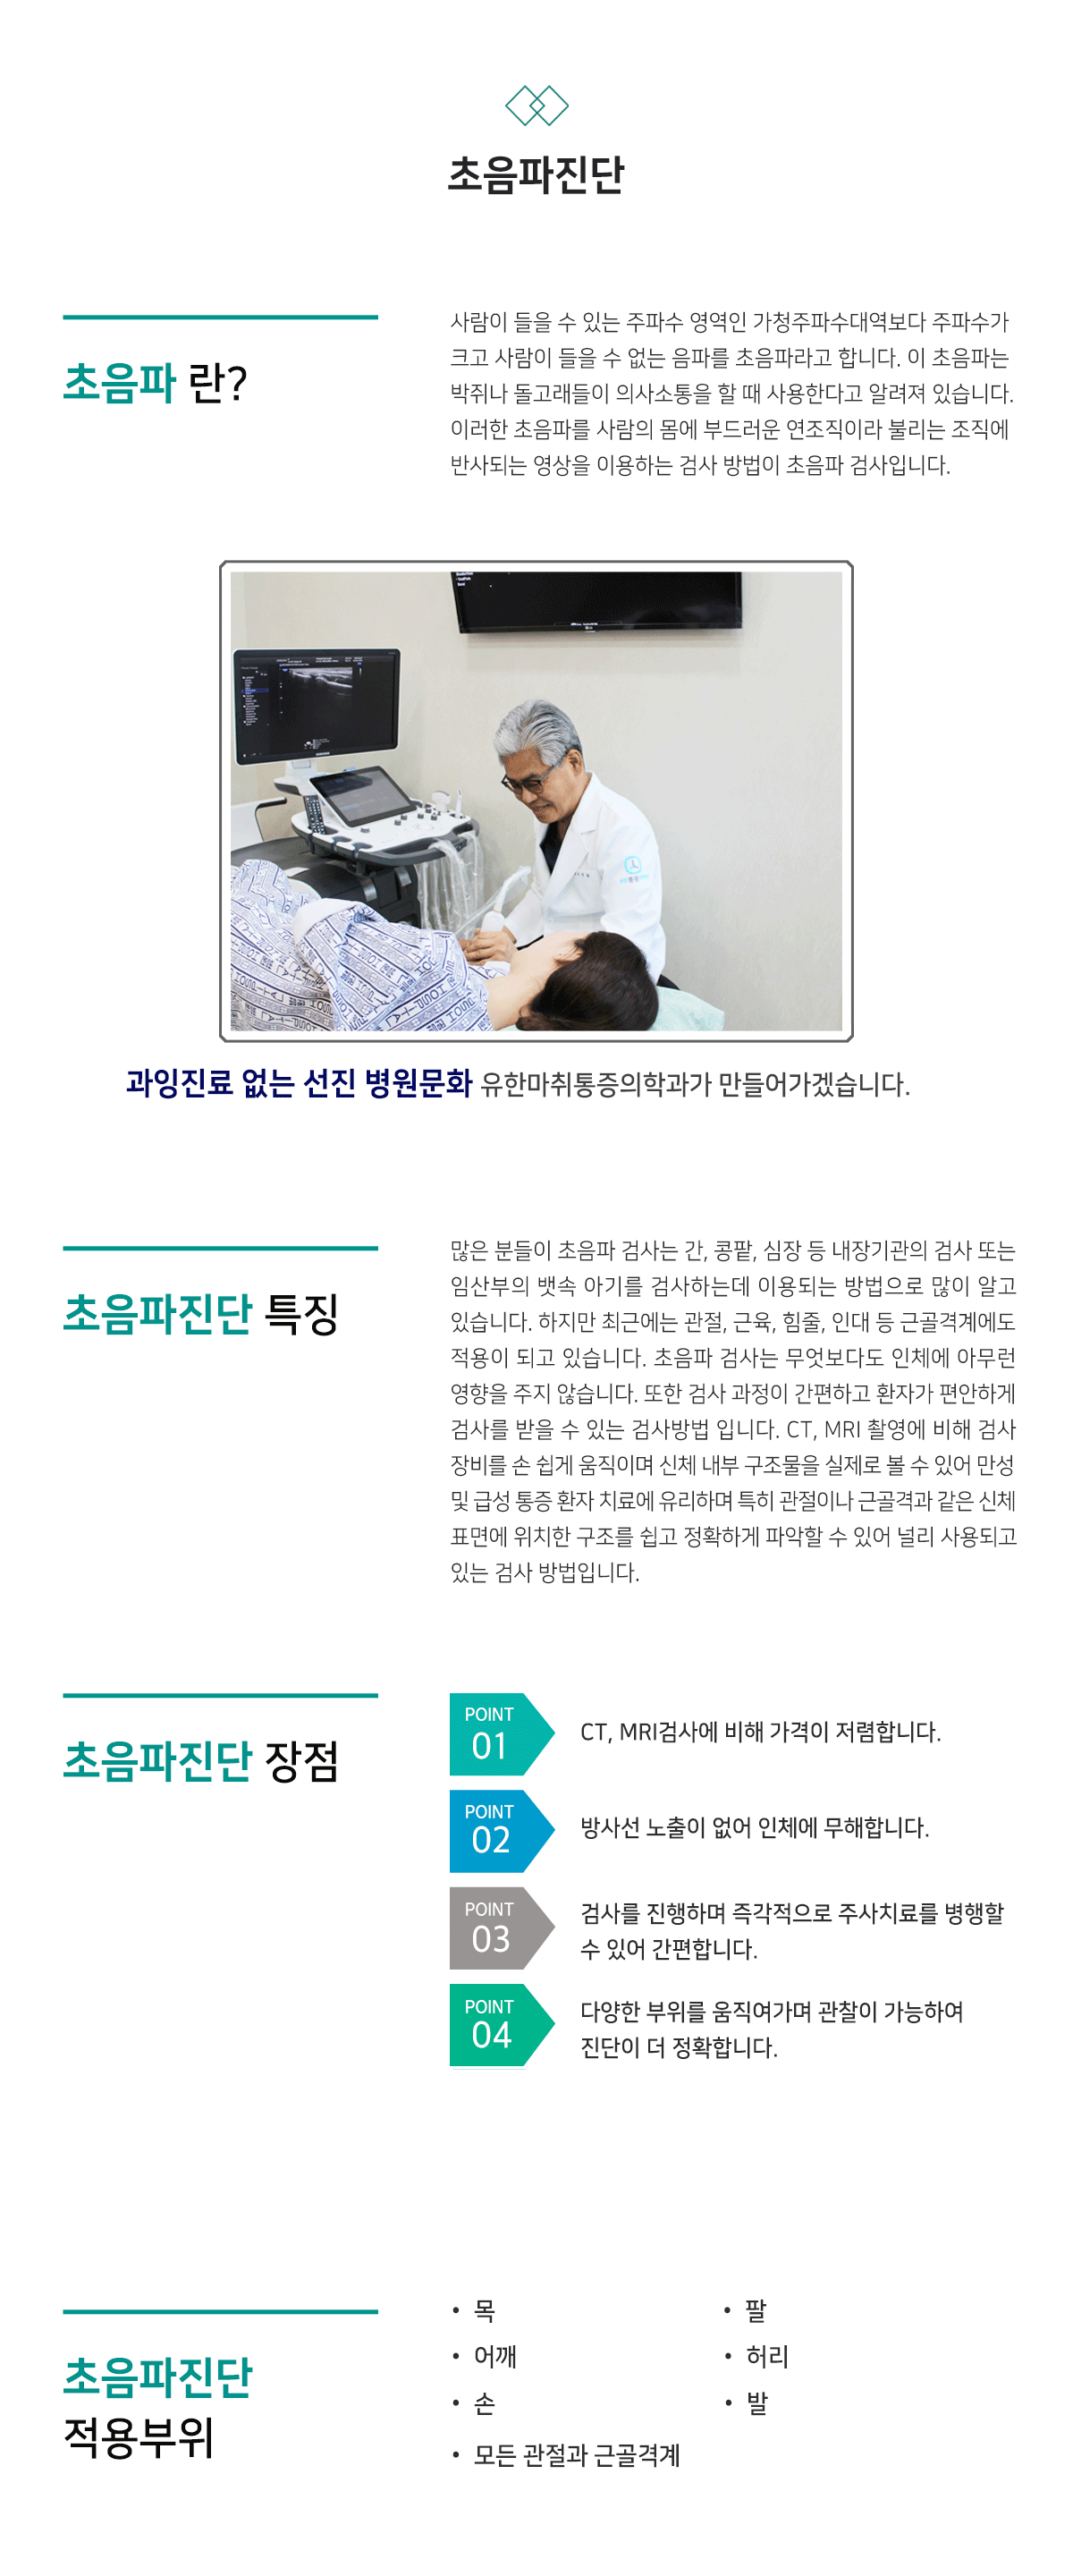 초음파진단
초음파 란?
사람이 들을 수 있는 주파수 영역인 가청주파수대역보다 주파수가
크고 사람이 들을 수 없는 음파를 초음파라고 합니다. 이 초음파는
박쥐나 돌고래들이 의사소통을 할 때 사용한다고 알려져 있습니다.
이러한 초음파를 사람의 몸에 부드러운 연조직이라 불리는 조직에
반사되는 영상을 이용하는 검사 방법이 초음파 검사입니다.
과잉진료 없는 선진 병원문화 유한마취통증의학과가 만들어가겠습니다.
초음파진단 특징
많은 분들이 초음파 검사는 간, 콩팥, 심장 등 내장기관의 검사 또는
임산부의 뱃속 아기를 검사하는데 이용되는 방법으로 많이 알고
있습니다. 하지만 최근에는 관절, 근육, 힘줄, 인대 등 근골격계에도
적용이 되고 있습니다. 초음파 검사는 무엇보다도 인체에 아무런
영향을 주지 않습니다. 또한 검사 과정이 간편하고 환자가 편안하게
검사를 받을 수 있는 검사방법 입니다. CT, MRI 촬영에 비해 검사
장비를 손 쉽게 움직이며 신체 내부 구조물을 실제로 볼 수 있어 만성
및 급성 통증 환자 치료에 유리하며 특히 관절이나 근골격과 같은 신체
표면에 위치한 구조를 쉽고 정확하게 파악할 수 있어 널리 사용되고
있는 검사 방법입니다.
초음파진단 장점
POINT
01
CT, MRI검사에 비해 가격이 저렴합니다.
POINT
02
방사선 노출이 없어 인체에 무해합니다.
POINT
03
검사를 진행하며 즉각적으로 주사치료를 병행할
수 있어 간편합니다.
POINT
04
다양한 부위를 움직여가며 관찰이 가능하여
진단이 더 정확합니다.
초음파진단
적용부위
• 목
• 팔
• 어깨
• 허리
• 손
• 발
• 모든 관절과 근골격계